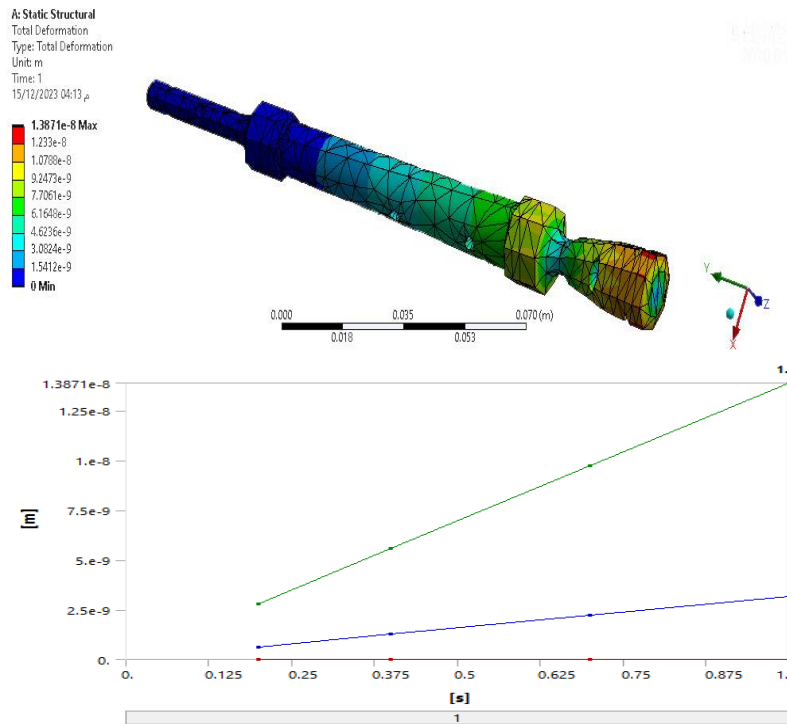 A: Static Structural
Total Deformation
Type: Total Deformation
Unit: m
Time: 1
15/12/2023 04:13 م
1.3871e-8 Max
1.233e-8
1.0788e-8
9.2473e-9
7.7061e-9
6.1648e-9
4.6236e-9
3.0824e-9
1.5412e-9
0 Min
Y
Z
X
0.000 0.035 0.070 (m)
0.018 0.053
1.
1.3871e-8
1.25e-8
1.0e-8
7.5e-9
[m]
5.e-9
2.5e-9
0.
0. 0.125 0.25 0.375 0.5 0.625 0.75 0.875 1.
[s]
1